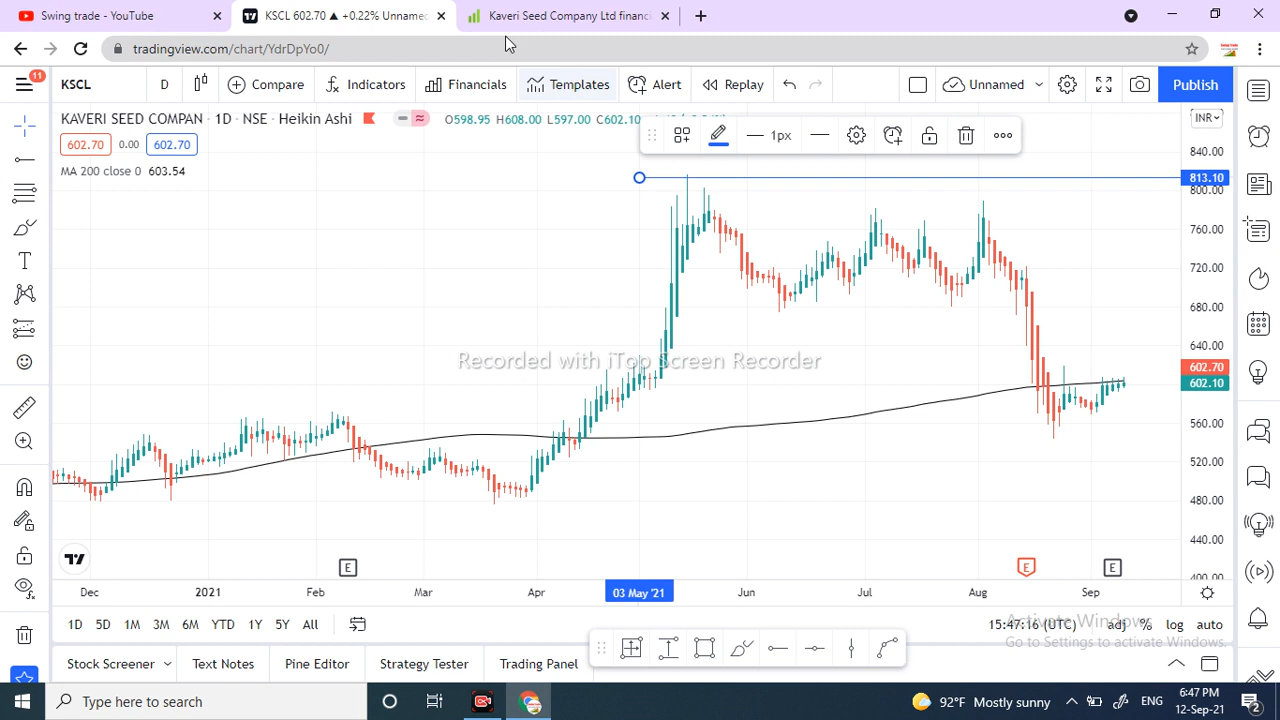 Swing trade - YouTube
KSCL 602.70 ▲ +0.22% Unname
Kaveri Seed Company Ltd financi
tradingview.com/chart/YdrDpYo0/
11
KSCL
D
Compare
Indicators
Financials
Templates
Alert
Replay
Unnamed
Publish
KAVERI SEED COMPAN · 1D · NSE · Heikin Ashi
O598.95 H608.00 L597.00 C602.10
INR
602.70
0.00
602.70
1px
MA 200 close 0 603.54
840.00
813.10
800.00
760.00
720.00
680.00
640.00
602.70
602.10
560.00
520.00
480.00
440.00
400.00
Recorded with iTop Screen Recorder
E
E
E
Dec
2021
Feb
Mar
Apr
03 May '21
Jun
Jul
Aug
Sep
1D
5D
1M
3M
6M
YTD
1Y
5Y
All
15:47:16 (UTC)
adj
%
log
auto
Activate Windows
Go to Settings to activate Windows.
Stock Screener
Text Notes
Pine Editor
Strategy Tester
Trading Panel
Type here to search
92°F Mostly sunny
ENG
6:47 PM
12-Sep-21
2